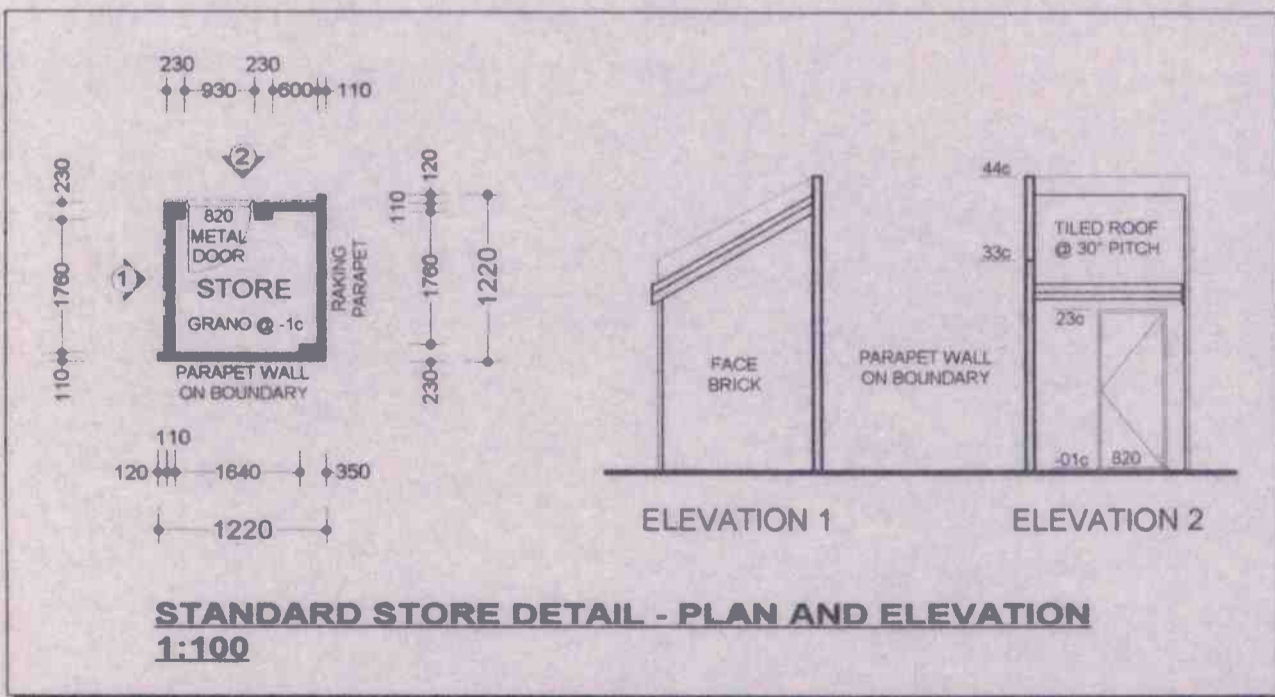 230
230
930
600
110
2
230
1760
110
1
820
METAL
DOOR
STORE
GRANO @ -1c
RAKING
PARAPET
PARAPET WALL
ON BOUNDARY
120
110
1760
230
1220
110
120
1640
350
1220
44c
33c
23c
-01c
820
TILED ROOF
@ 30° PITCH
FACE
BRICK
PARAPET WALL
ON BOUNDARY
ELEVATION 1
ELEVATION 2
STANDARD STORE DETAIL - PLAN AND ELEVATION
1:100